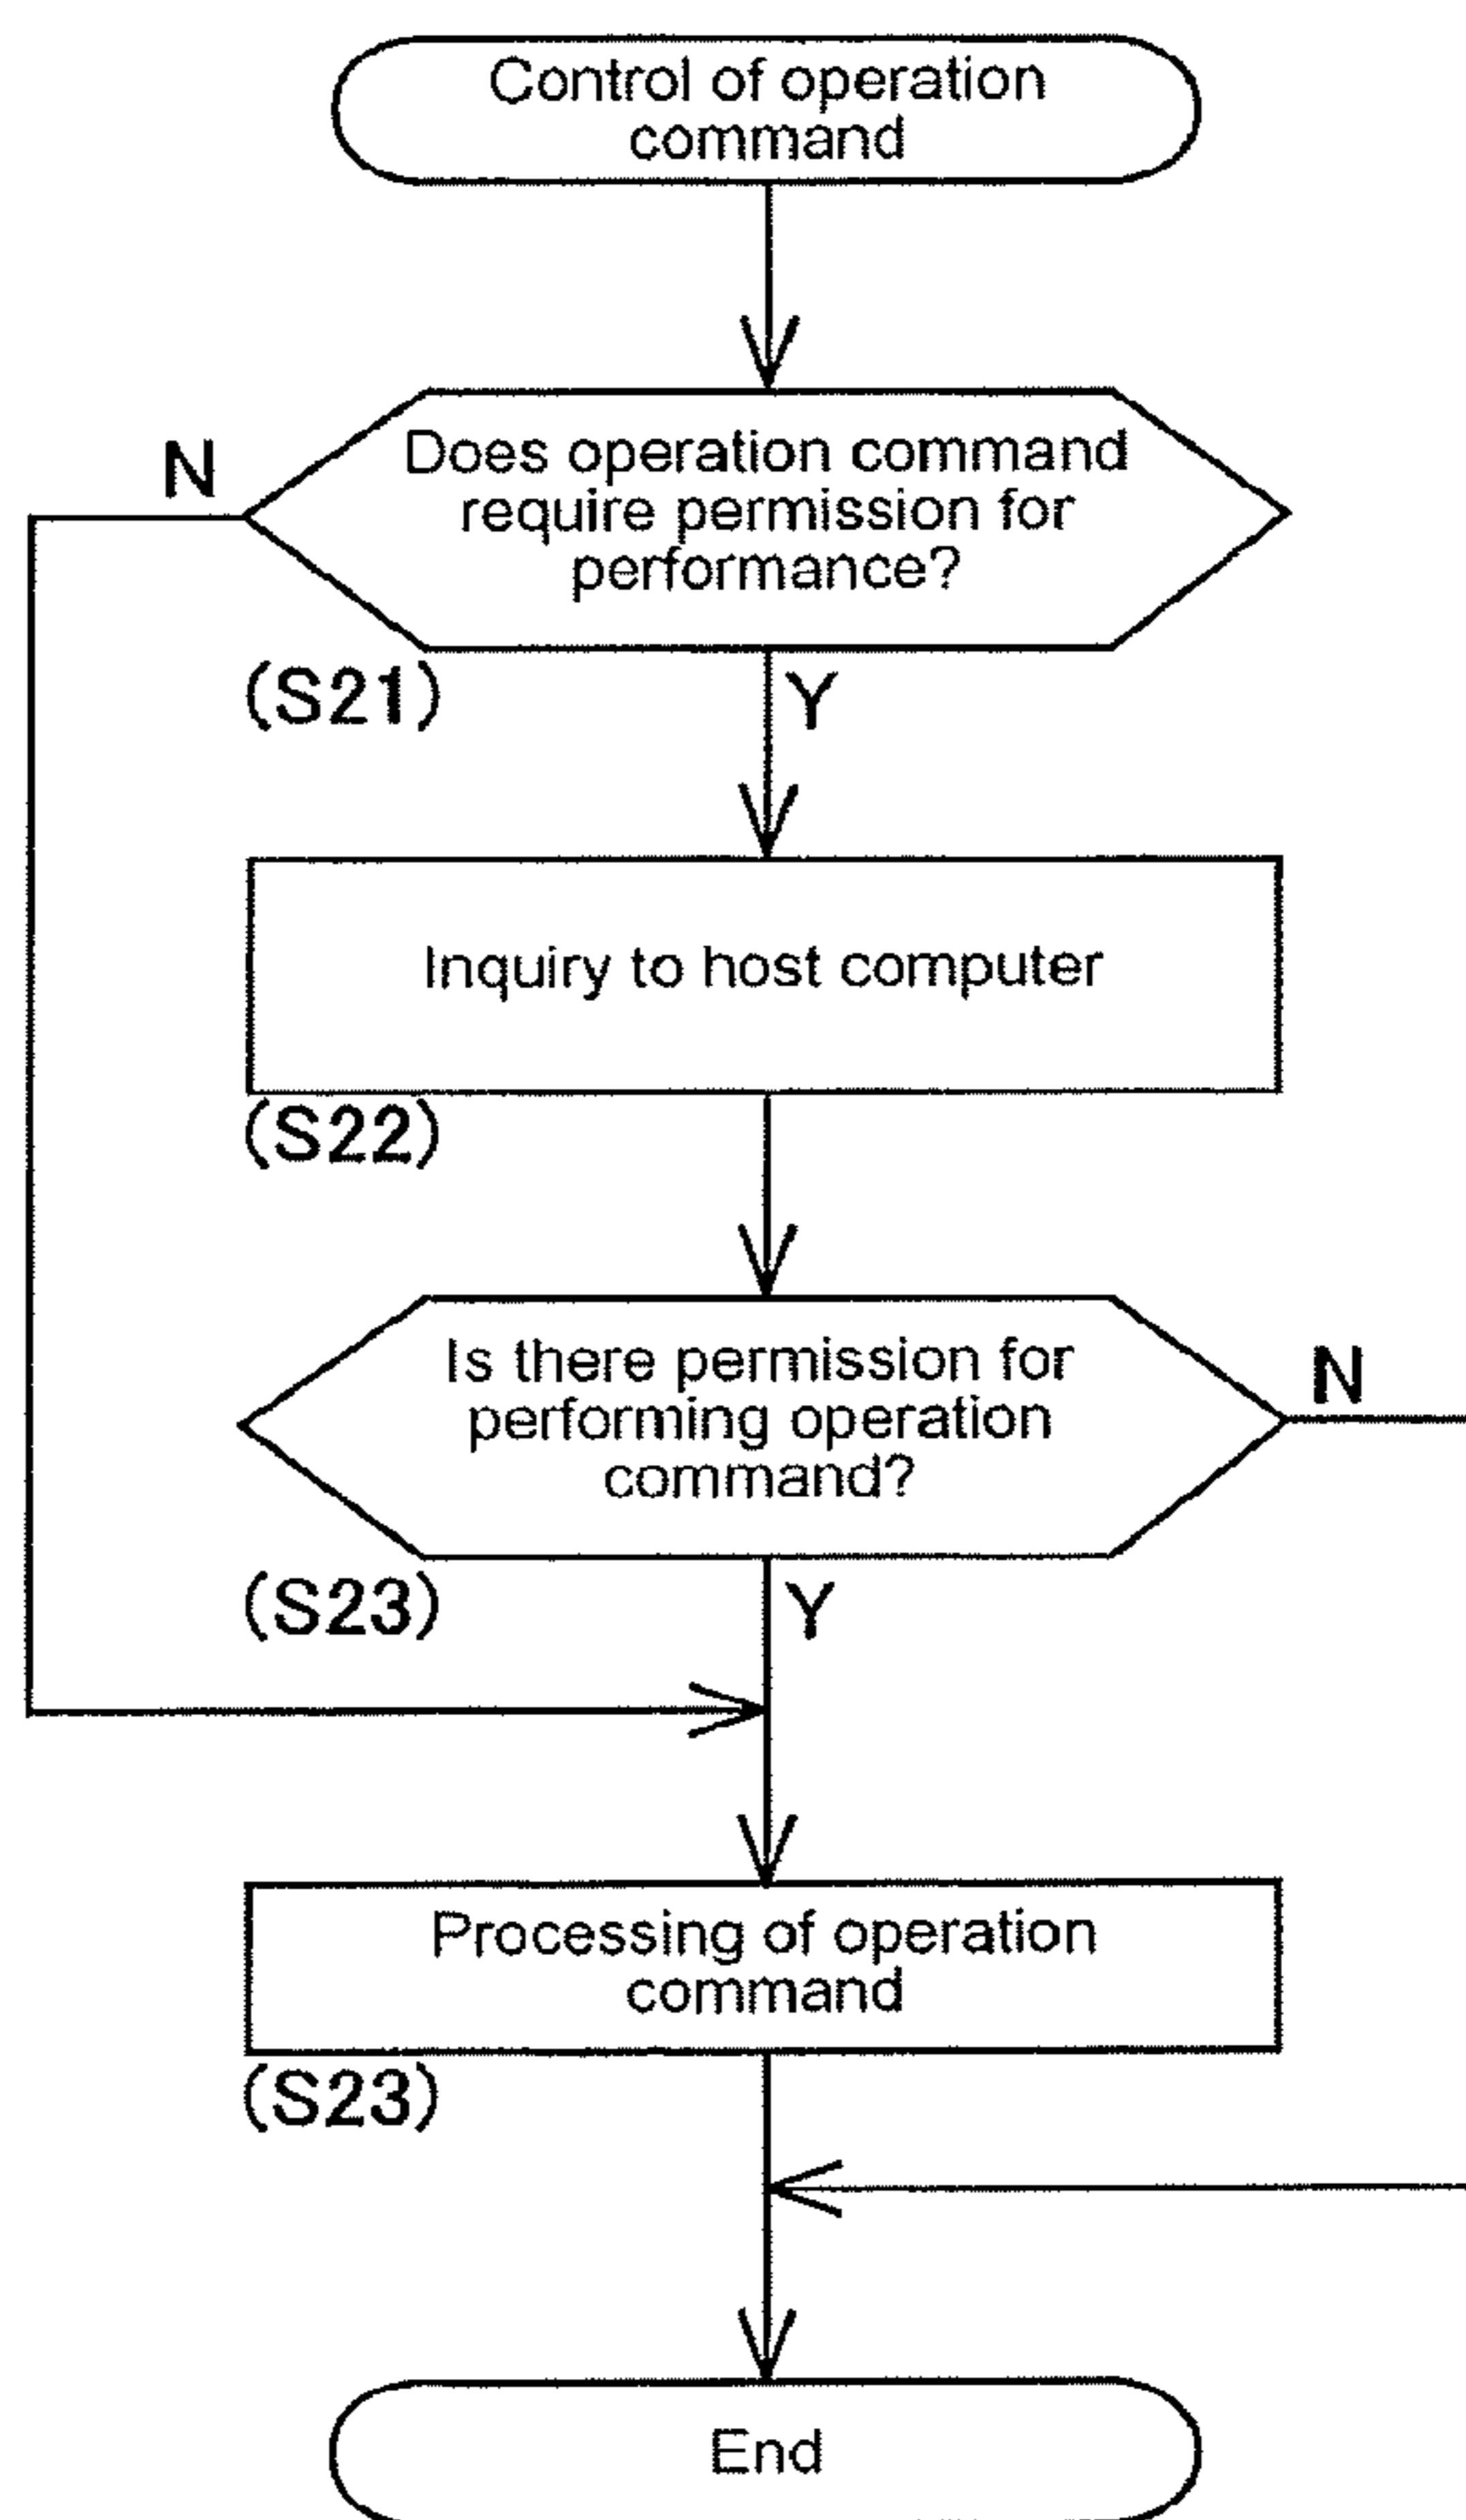 Control of operation
command
Does operation command
N
require permission for
performance?
(S21)
Y
Inquiry to host computer
(S22)
Is there permission for
N
performing operation
command?
(S23)
Y
Processing of operation
command
(S23)
End